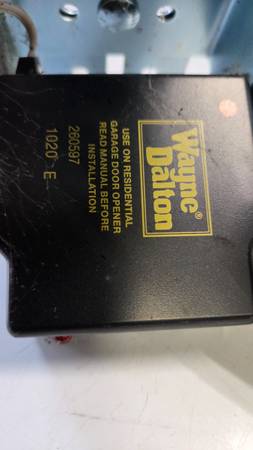 Wayne®
Dalton
USE ON RESIDENTIAL
GARAGE DOOR OPENER
READ MANUAL BEFORE
INSTALLATION
260597
1020 E